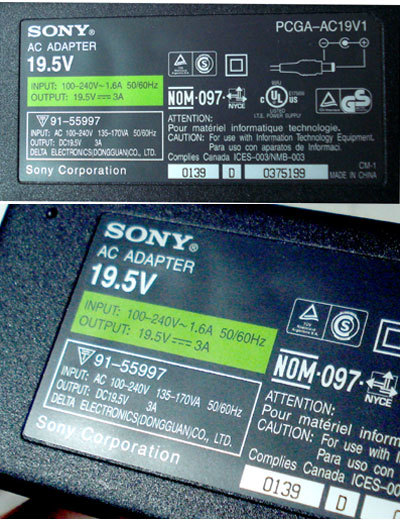 SONY®
AC ADAPTER
19.5V
PCGA-AC19V1
INPUT: 100-240V~1.6A 50/60Hz
OUTPUT: 19.5V⎓3A
91-55997
INPUT: AC 100-240V 135-170VA 50/60Hz
OUTPUT: DC19.5V 3A
DELTA ELECTRONICS(DONGGUAN)CO., LTD.
Sony Corporation
S
NOM-097-
NYCE
UL
LISTED
I.T.E. POWER SUPPLY
GS
ATTENTION:
Pour matériel informatique technologie.
CAUTION: For use with Information Technology Equipment.
Para uso con aparatos de Informaci.
Complies Canada ICES-003/NMB-003
0139 D 0375199
CM-1
MADE IN CHINA
SONY®
AC ADAPTER
19.5V
INPUT: 100-240V~1.6A 50/60Hz
OUTPUT: 19.5V⎓3A
91-55997
INPUT: AC 100-240V 135-170VA 50/60Hz
OUTPUT: DC19.5V 3A
DELTA ELECTRONICS(DONGGUAN)CO., LTD.
Sony Corporation
TÜV
S
NOM-097-
NYCE
ATTENTION:
Pour matériel inform
CAUTION: For use with I
Para uso con
Complies Canada ICES-0
0139 D